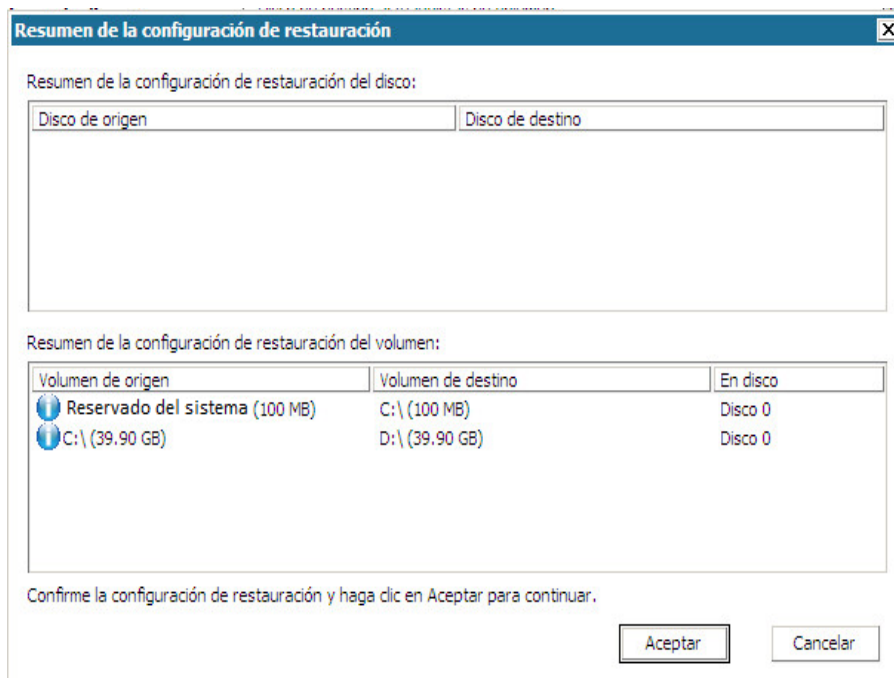 Resumen de la configuración de restauración
Resumen de la configuración de restauración del disco:
Disco de origen Disco de destino
Resumen de la configuración de restauración del volumen:
Volumen de origen Volumen de destino En disco
Reservado del sistema (100 MB) C:\ (100 MB) Disco 0
C:\ (39.90 GB) D:\ (39.90 GB) Disco 0
Confirme la configuración de restauración y haga clic en Aceptar para continuar.
Aceptar Cancelar